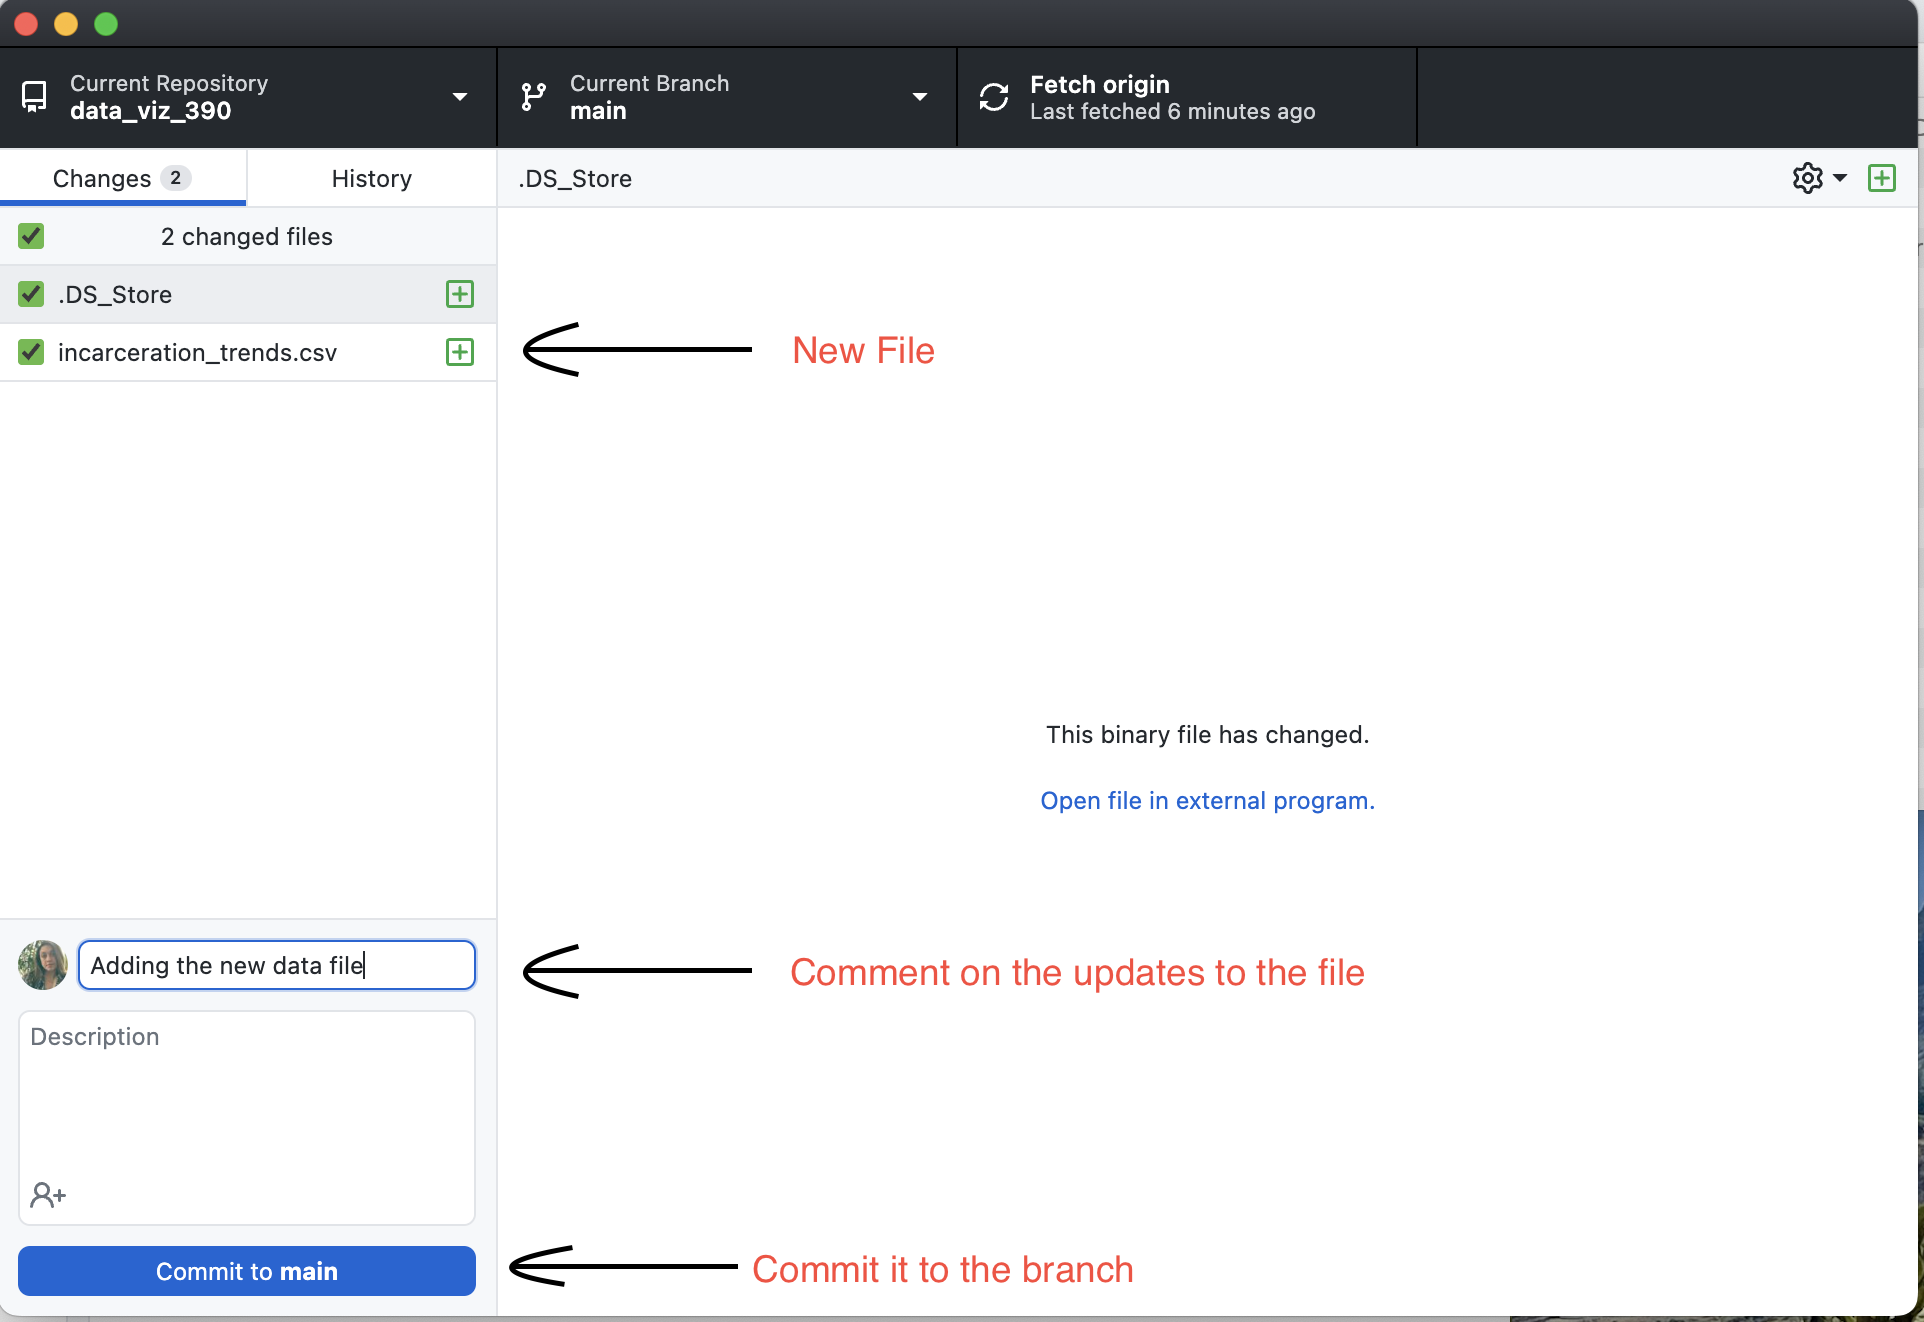 Current Repository
data_viz_390
Current Branch
main
Fetch origin
Last fetched 6 minutes ago
Changes 2
History
.DS_Store
2 changed files
.DS_Store
incarceration_trends.csv
New File
This binary file has changed.
Open file in external program.
Adding the new data file
Comment on the updates to the file
Description
Commit to main
Commit it to the branch